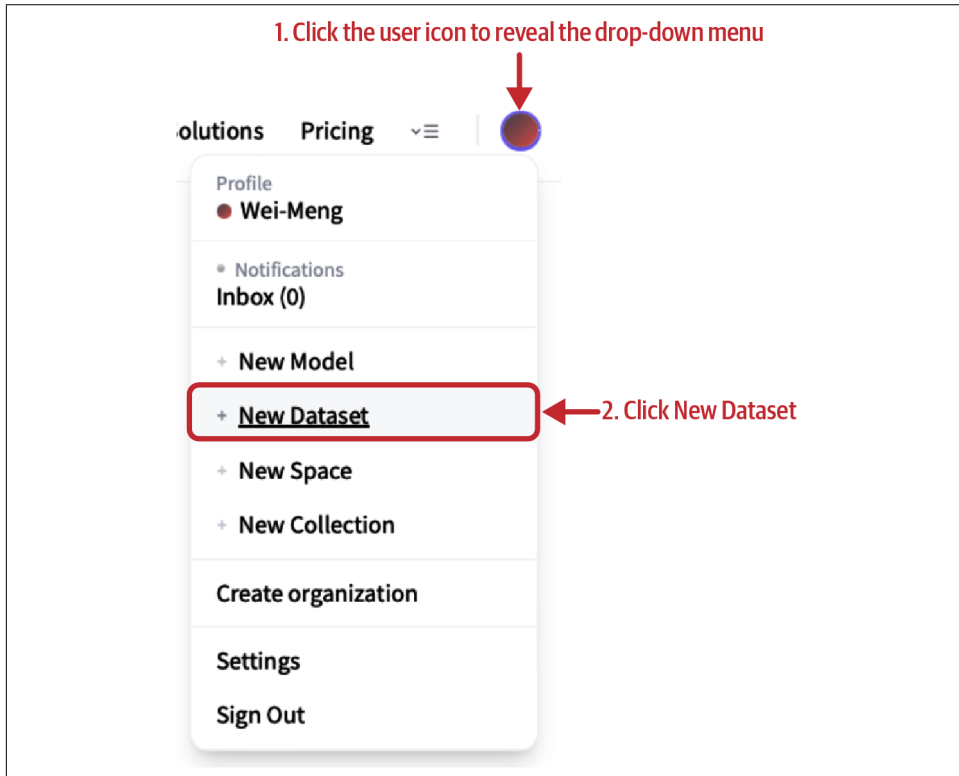 1. Click the user icon to reveal the drop-down menu
olutions Pricing
Profile
Wei-Meng
Notifications
Inbox (0)
+ New Model
+ New Dataset
2. Click New Dataset
+ New Space
+ New Collection
Create organization
Settings
Sign Out